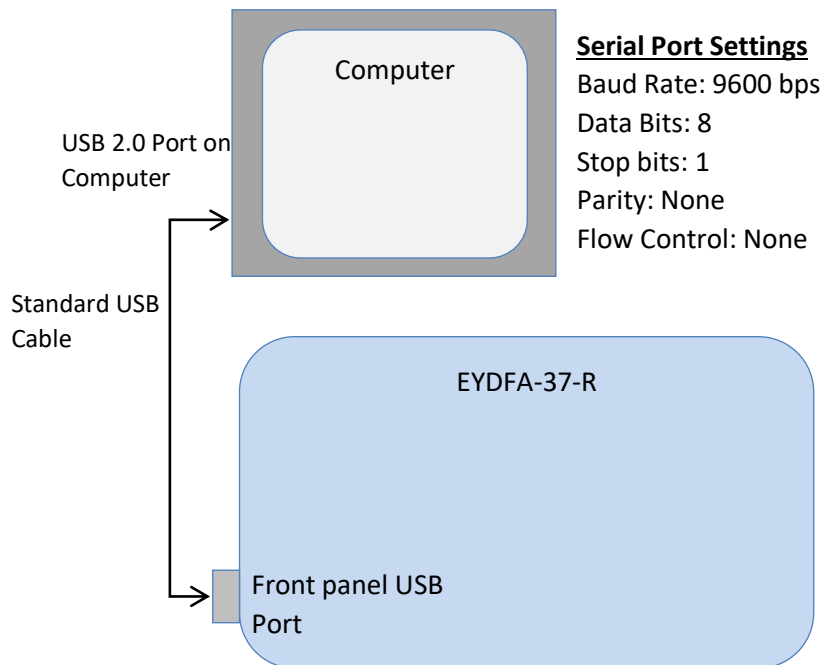 Computer
Serial Port Settings
Baud Rate: 9600 bps
Data Bits: 8
Stop bits: 1
Parity: None
Flow Control: None
USB 2.0 Port on
Computer
Standard USB
Cable
EYDFA-37-R
Front panel USB
Port